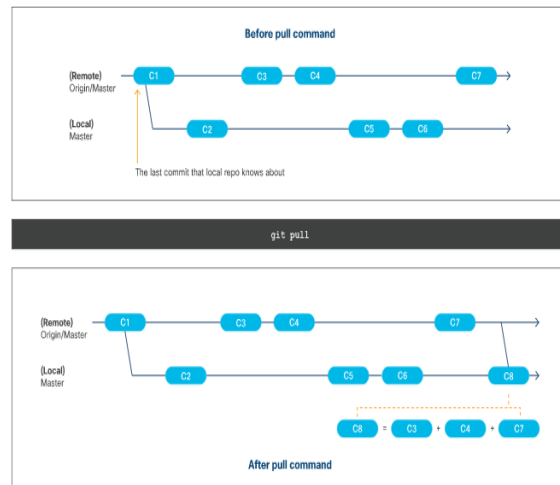 Before pull command
(Remote)
Origin/Master
C1
C3
C4
C7
(Local)
Master
C2
C5
C6
The last commit that local repo knows about
git pull
(Remote)
Origin/Master
C1
C3
C4
C7
(Local)
Master
C2
C5
C6
C8
C8 = C3 + C4 + C7
After pull command